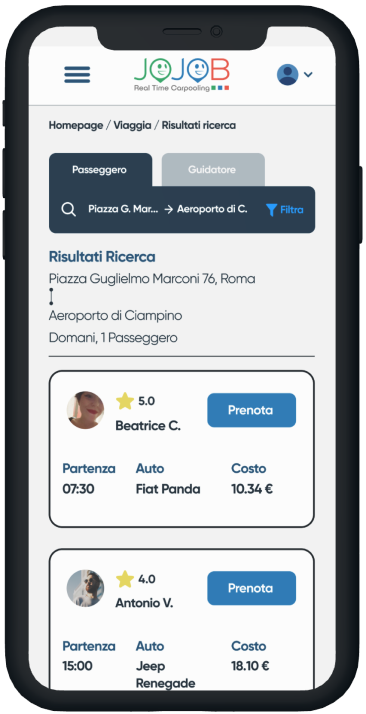 JOJOB
Real Time Carpooling
Homepage / Viaggia / Risultati ricerca
Passeggero
Guidatore
Piazza G. Mar... → Aeroporto di C.
Filtra
Risultati Ricerca
Piazza Guglielmo Marconi 76, Roma
Aeroporto di Ciampino
Domani, 1 Passeggero
5.0
Beatrice C.
Prenota
Partenza Auto Costo
07:30 Fiat Panda 10.34 €
4.0
Antonio V.
Prenota
Partenza Auto Costo
15:00 Jeep 18.10 €
Renegade